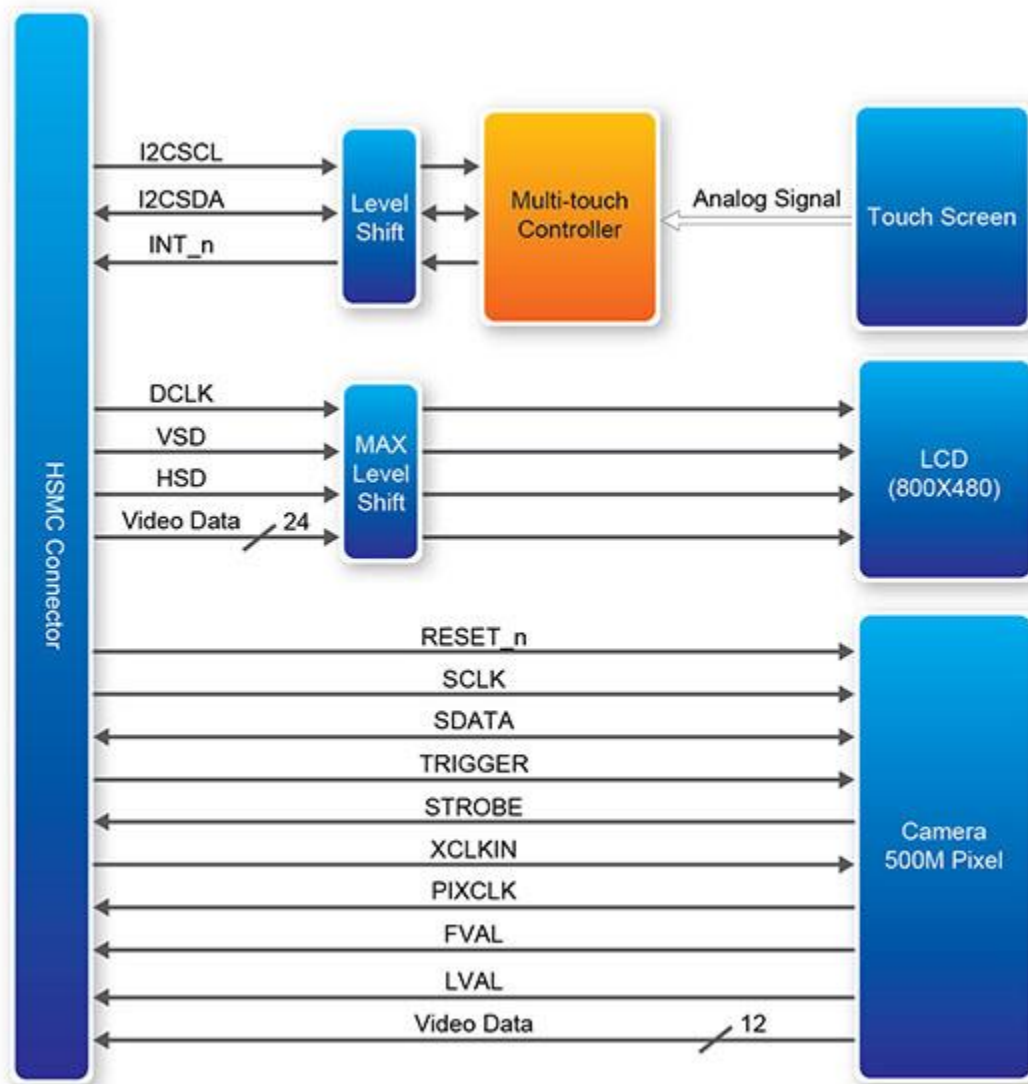 HSMC Connector
I2CSCL
I2CSDA
INT_n
Level
Shift
Multi-touch
Controller
Analog Signal
Touch Screen
DCLK
VSD
HSD
Video Data 24
MAX
Level
Shift
LCD
(800X480)
RESET_n
SCLK
SDATA
TRIGGER
STROBE
XCLKIN
PIXCLK
FVAL
LVAL
Video Data 12
Camera
500M Pixel